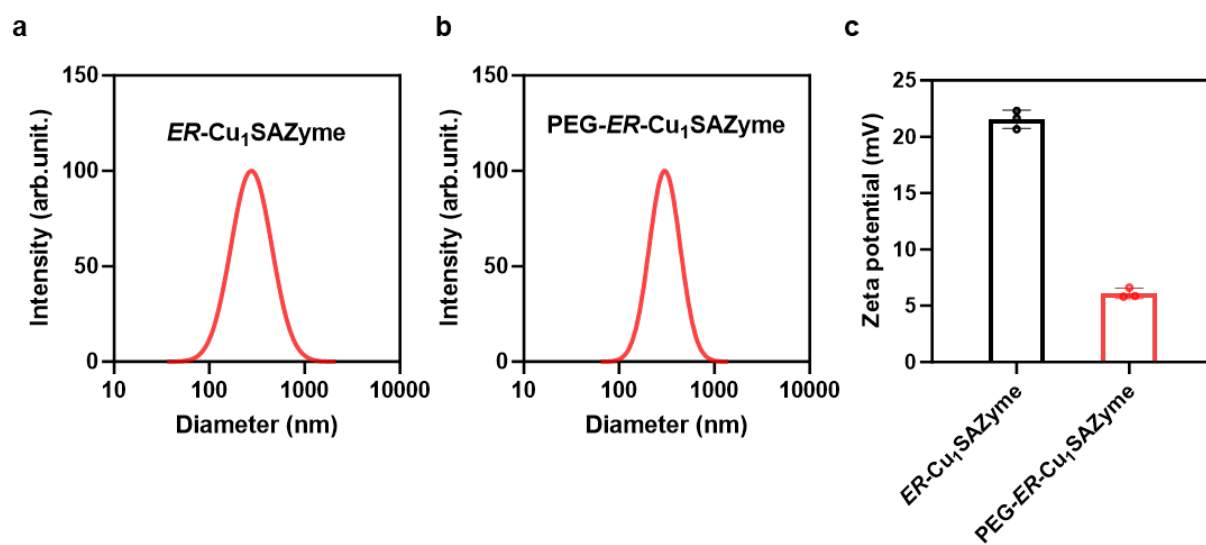 a
ER-Cu₁SAZyme
Intensity (arb.unit.)
150
100
50
0
10
100
1000
10000
Diameter (nm)
b
PEG-ER-Cu₁SAZyme
Intensity (arb.unit.)
150
100
50
0
10
100
1000
10000
Diameter (nm)
c
Zeta potential (mV)
25
20
15
10
5
0
ER-Cu₁SAZyme
PEG-ER-Cu₁SAZyme